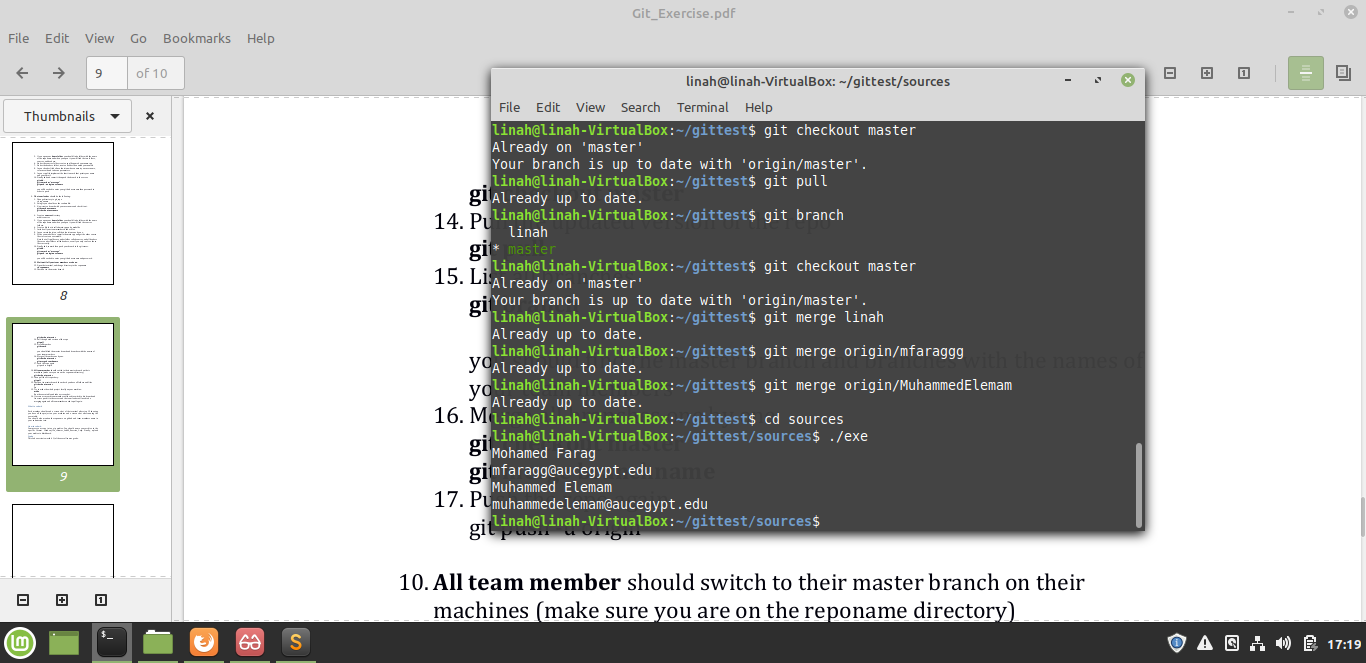 Git_Exercise.pdf
File Edit View Go Bookmarks Help
9 of 10
Thumbnails
8
9
linah@linah-VirtualBox: ~/gittest/sources
File Edit View Search Terminal Help
linah@linah-VirtualBox:~/gittest$ git checkout master
Already on 'master'
Your branch is up to date with 'origin/master'.
linah@linah-VirtualBox:~/gittest$ git pull
Already up to date.
linah@linah-VirtualBox:~/gittest$ git branch
linah
* master
linah@linah-VirtualBox:~/gittest$ git checkout master
Already on 'master'
Your branch is up to date with 'origin/master'.
linah@linah-VirtualBox:~/gittest$ git merge linah
Already up to date.
linah@linah-VirtualBox:~/gittest$ git merge origin/mfaraggg
Already up to date.
linah@linah-VirtualBox:~/gittest$ git merge origin/MuhammedElemam
Already up to date.
linah@linah-VirtualBox:~/gittest$ cd sources
linah@linah-VirtualBox:~/gittest/sources$ ./exe
Mohamed Farag
mfaragg@aucegypt.edu
Muhammed Elemam
muhammedelemam@aucegypt.edu
linah@linah-VirtualBox:~/gittest/sources$
14.
git
15.
git
with the names of
16.
git
17.
git push
10. All team member should switch to their master branch on their
machines (make sure you are on the reponame directory)
17:19